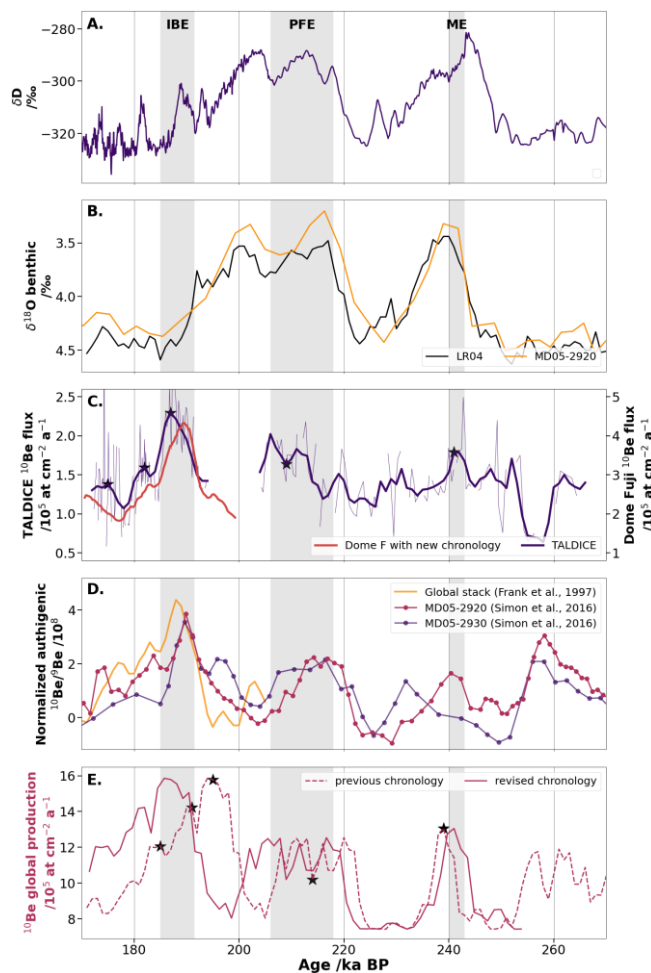 A.
IBE
PFE
ME
−280
−300
−320
δD
/‰
B.
3.5
4.0
4.5
δ¹⁸O benthic
/‰
LR04
MD05-2920
C.
2.5
2.0
1.5
1.0
0.5
TALDICE ¹⁰Be flux
/10⁵ at cm⁻² a⁻¹
5
4
3
2
1
Dome Fuji ¹⁰Be flux
/10⁵ at cm⁻² a⁻¹
Dome F with new chronology
TALDICE
D.
4
2
0
Normalized authigenic
¹⁰Be/⁹Be /10⁸
Global stack (Frank et al., 1997)
MD05-2920 (Simon et al., 2016)
MD05-2930 (Simon et al., 2016)
E.
16
14
12
10
8
¹⁰Be global production
/10⁵ at cm⁻² a⁻¹
previous chronology
revised chronology
180
200
220
240
260
Age /ka BP